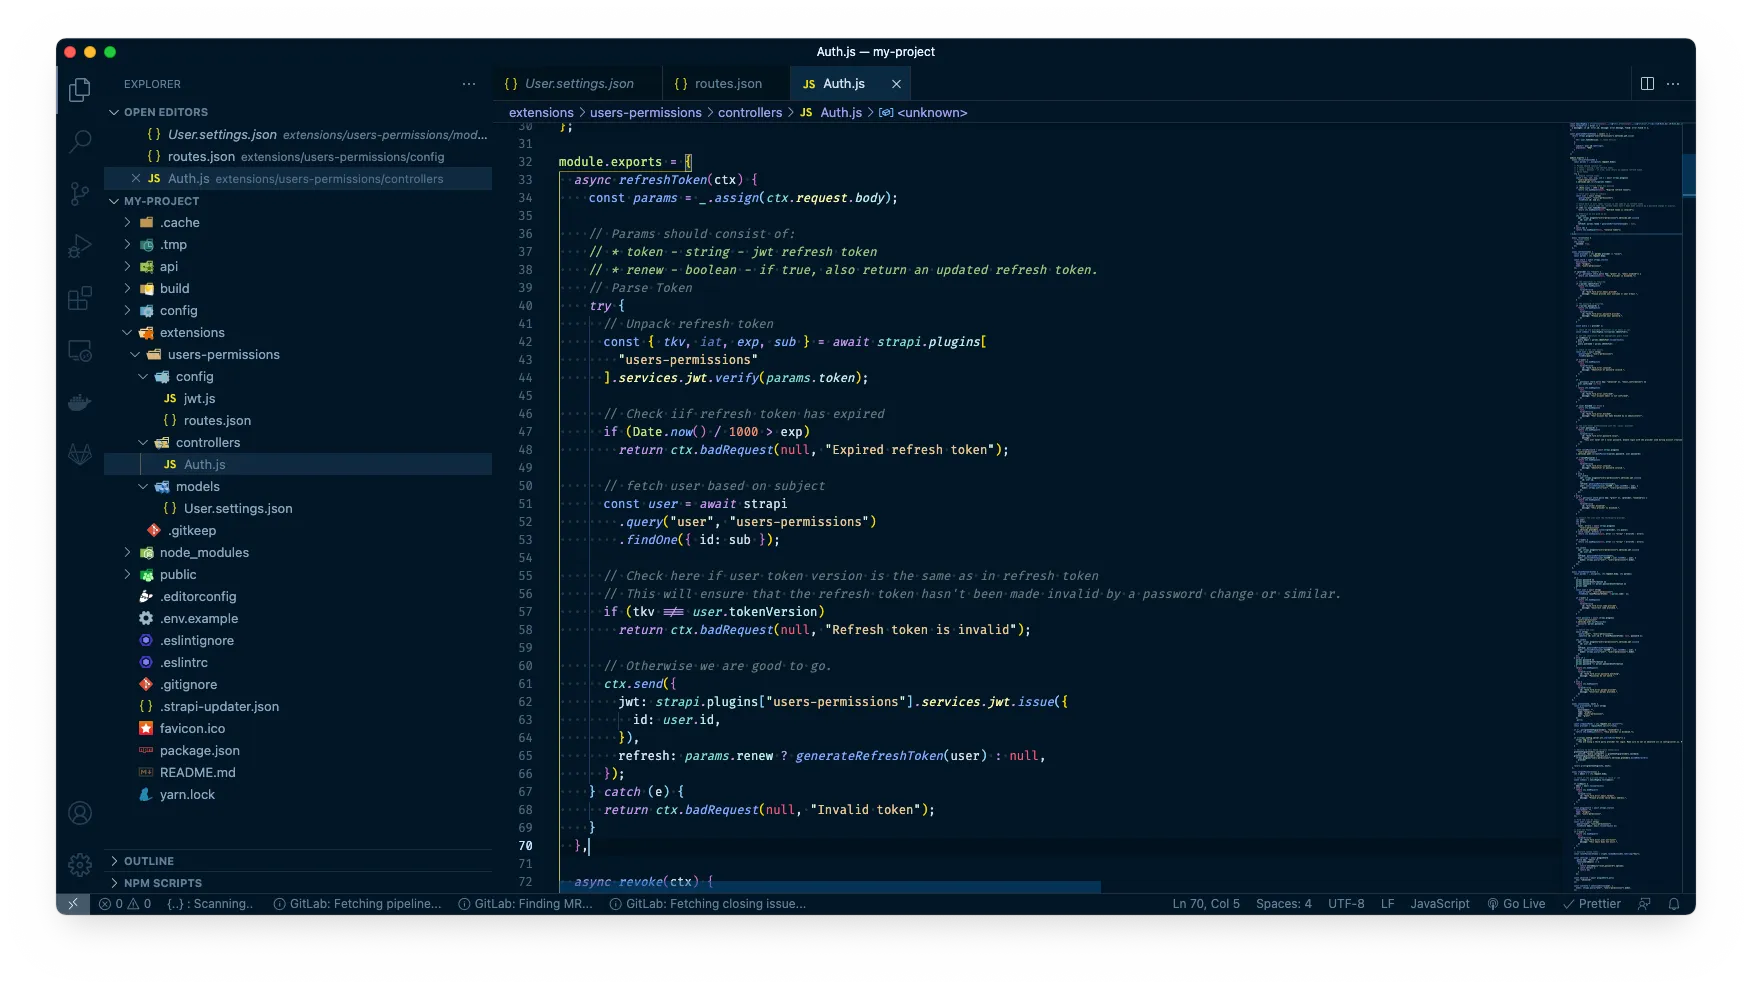 Auth.js — my-project
EXPLORER
User.settings.json
routes.json
JS Auth.js
OPEN EDITORS
extensions > users-permissions > controllers > JS Auth.js > <unknown>
{ } User.settings.json extensions/users-permissions/mod...
{ } routes.json extensions/users-permissions/config
JS Auth.js extensions/users-permissions/controllers
MY-PROJECT
.cache
.tmp
api
build
config
extensions
users-permissions
config
JS jwt.js
{ } routes.json
controllers
JS Auth.js
models
{ } User.settings.json
.gitkeep
node_modules
public
.editorconfig
.env.example
.eslintignore
.eslintrc
.gitignore
{ } .strapi-updater.json
favicon.ico
package.json
README.md
yarn.lock
OUTLINE
NPM SCRIPTS
30 };
31
32 module.exports = {
33 async refreshToken(ctx) {
34 const params = _.assign(ctx.request.body);
35
36 // Params should consist of:
37 // * token - string - jwt refresh token
38 // * renew - boolean - if true, also return an updated refresh token.
39 // Parse Token
40 try {
41 // Unpack refresh token
42 const { tkv, iat, exp, sub } = await strapi.plugins[
43 "users-permissions"
44 ].services.jwt.verify(params.token);
45
46 // Check iif refresh token has expired
47 if (Date.now() / 1000 > exp)
48 return ctx.badRequest(null, "Expired refresh token");
49
50 // fetch user based on subject
51 const user = await strapi
52 .query("user", "users-permissions")
53 .findOne({ id: sub });
54
55 // Check here if user token version is the same as in refresh token
56 // This will ensure that the refresh token hasn't been made invalid by a password change or similar.
57 if (tkv !== user.tokenVersion)
58 return ctx.badRequest(null, "Refresh token is invalid");
59
60 // Otherwise we are good to go.
61 ctx.send({
62 jwt: strapi.plugins["users-permissions"].services.jwt.issue({
63 id: user.id,
64 }),
65 refresh: params.renew ? generateRefreshToken(user) : null,
66 });
67 } catch (e) {
68 return ctx.badRequest(null, "Invalid token");
69 }
70 },
71
72 async revoke(ctx) {
0 0 {..} : Scanning.. GitLab: Fetching pipeline... GitLab: Finding MR... GitLab: Fetching closing issue... Ln 70, Col 5 Spaces: 4 UTF-8 LF JavaScript Go Live Prettier